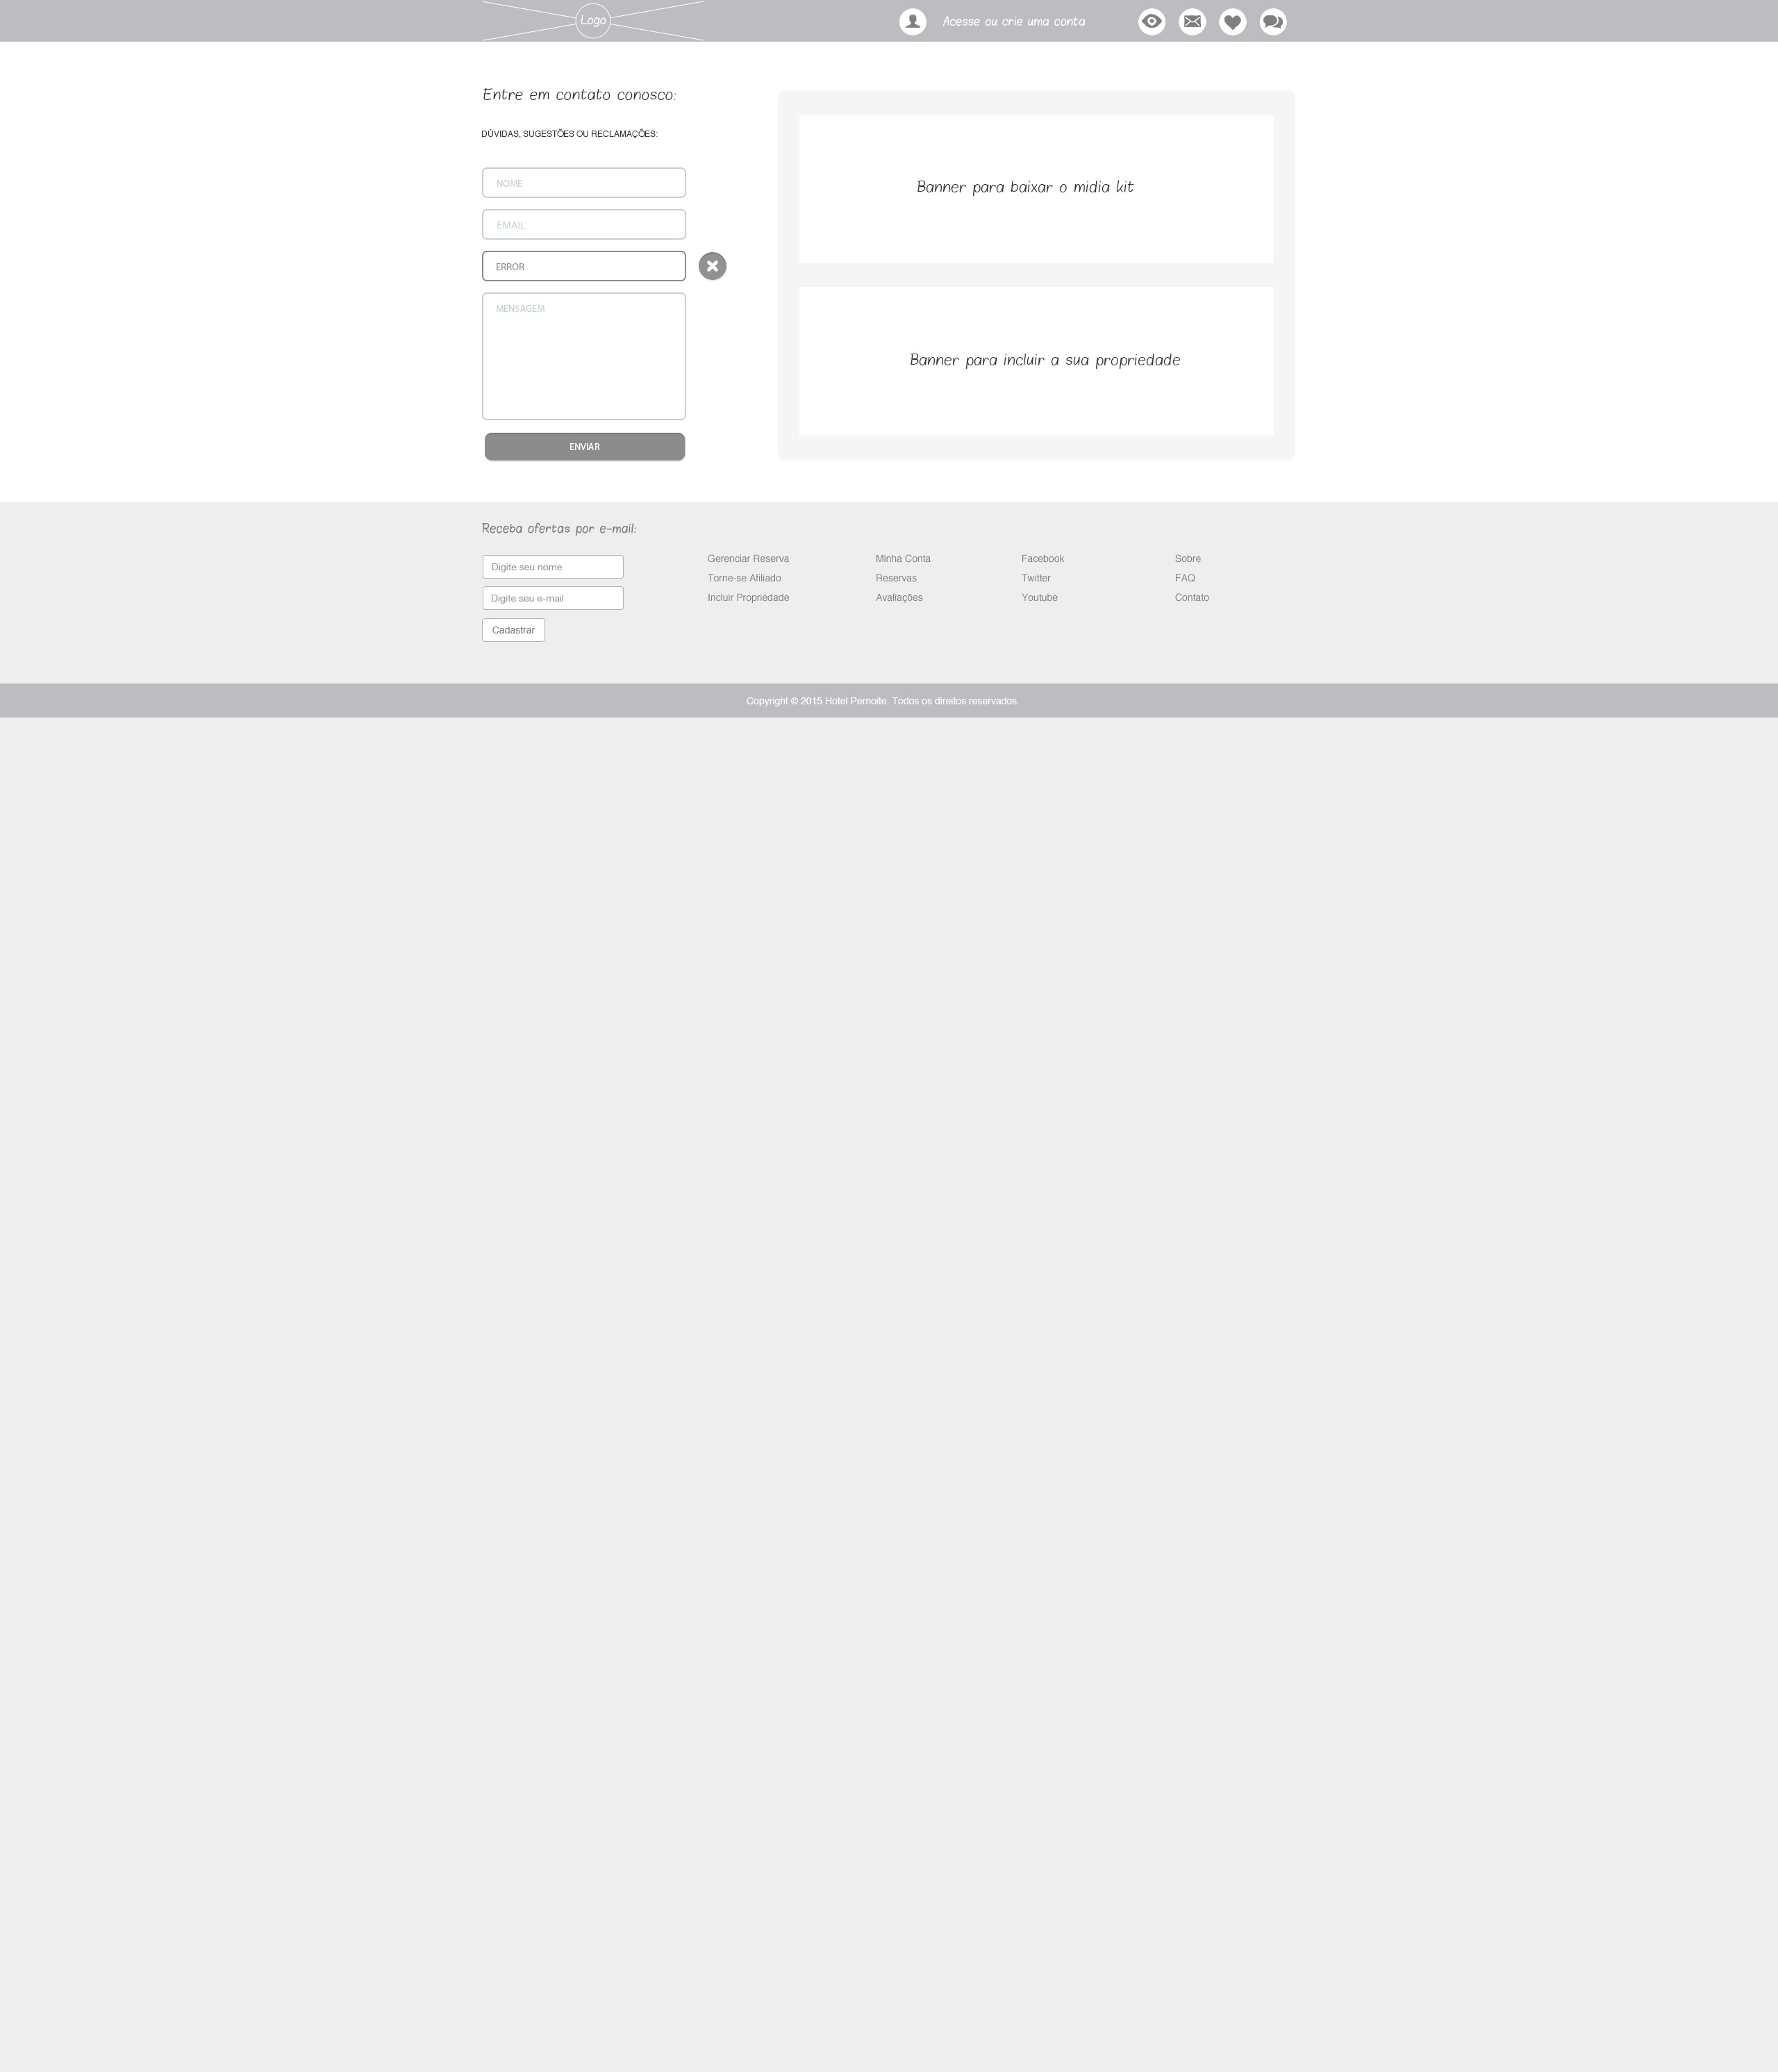 Logo
Acesse ou crie uma conta
Entre em contato conosco:
DÚVIDAS, SUGESTÕES OU RECLAMAÇÕES:
NOME
EMAIL
ERROR
MENSAGEM
ENVIAR
Banner para baixar o midia kit
Banner para incluir a sua propriedade
Receba ofertas por e-mail:
Digite seu nome
Digite seu e-mail
Cadastrar
Gerenciar Reserva
Torne-se Afiliado
Incluir Propriedade
Minha Conta
Reservas
Avaliações
Facebook
Twitter
Youtube
Sobre
FAQ
Contato
Copyright © 2015 Hotel Pernoite. Todos os direitos reservados.